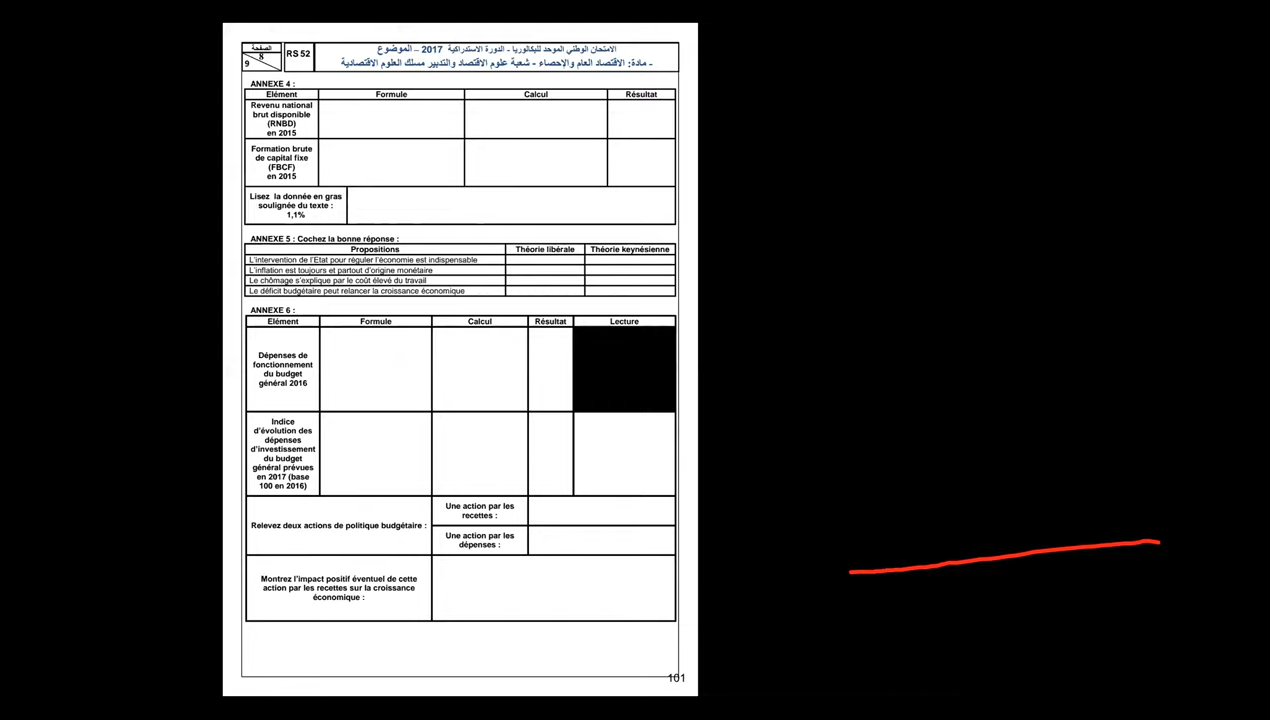 الصفحة
8
9
RS 52
الامتحان الوطني الموحد للبكالوريا - الدورة الاستدراكية 2017 – الموضوع
- مادة: الاقتصاد العام والإحصاء - شعبة علوم الاقتصاد والتدبير مسلك العلوم الاقتصادية
ANNEXE 4 :
Elément Formule Calcul Résultat
Revenu national
brut disponible
(RNBD)
en 2015
Formation brute
de capital fixe
(FBCF)
en 2015
Lisez la donnée en gras
soulignée du texte :
1,1%
ANNEXE 5 : Cochez la bonne réponse :
Propositions Théorie libérale Théorie keynésienne
L'intervention de l'Etat pour réguler l'économie est indispensable
L'inflation est toujours et partout d'origine monétaire
Le chômage s'explique par le coût élevé du travail
Le déficit budgétaire peut relancer la croissance économique
ANNEXE 6 :
Elément Formule Calcul Résultat Lecture
Dépenses de
fonctionnement
du budget
général 2016
Indice
d'évolution des
dépenses
d'investissement
du budget
général prévues
en 2017 (base
100 en 2016)
Relevez deux actions de politique budgétaire :
Une action par les
recettes :
Une action par les
dépenses :
Montrez l'impact positif éventuel de cette
action par les recettes sur la croissance
économique :
101